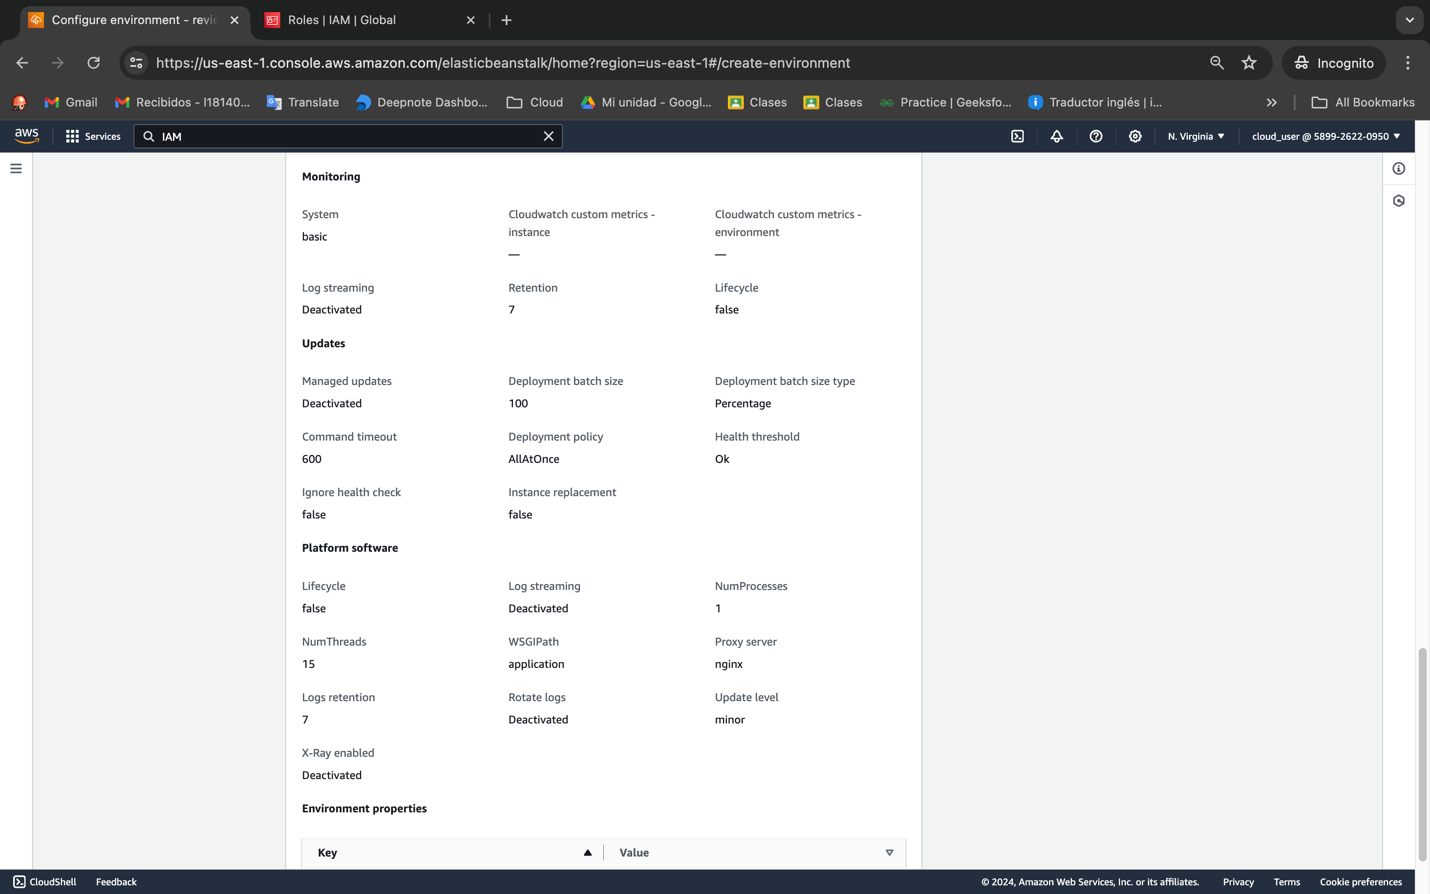 Configure environment - revie
Roles | IAM | Global
https://us-east-1.console.aws.amazon.com/elasticbeanstalk/home?region=us-east-1#/create-environment
Incognito
Gmail
Recibidos - l18140...
Translate
Deepnote Dashbo...
Cloud
Mi unidad - Googl...
Clases
Clases
Practice | Geeksfo...
Traductor inglés | i...
All Bookmarks
aws
Services
IAM
N. Virginia
cloud_user @ 5899-2622-0950
Monitoring
System
Cloudwatch custom metrics -
instance
Cloudwatch custom metrics -
environment
basic
—
—
Log streaming
Retention
Lifecycle
Deactivated
7
false
Updates
Managed updates
Deployment batch size
Deployment batch size type
Deactivated
100
Percentage
Command timeout
Deployment policy
Health threshold
600
AllAtOnce
Ok
Ignore health check
Instance replacement
false
false
Platform software
Lifecycle
Log streaming
NumProcesses
false
Deactivated
1
NumThreads
WSGIPath
Proxy server
15
application
nginx
Logs retention
Rotate logs
Update level
7
Deactivated
minor
X-Ray enabled
Deactivated
Environment properties
Key
Value
CloudShell
Feedback
© 2024, Amazon Web Services, Inc. or its affiliates.
Privacy
Terms
Cookie preferences